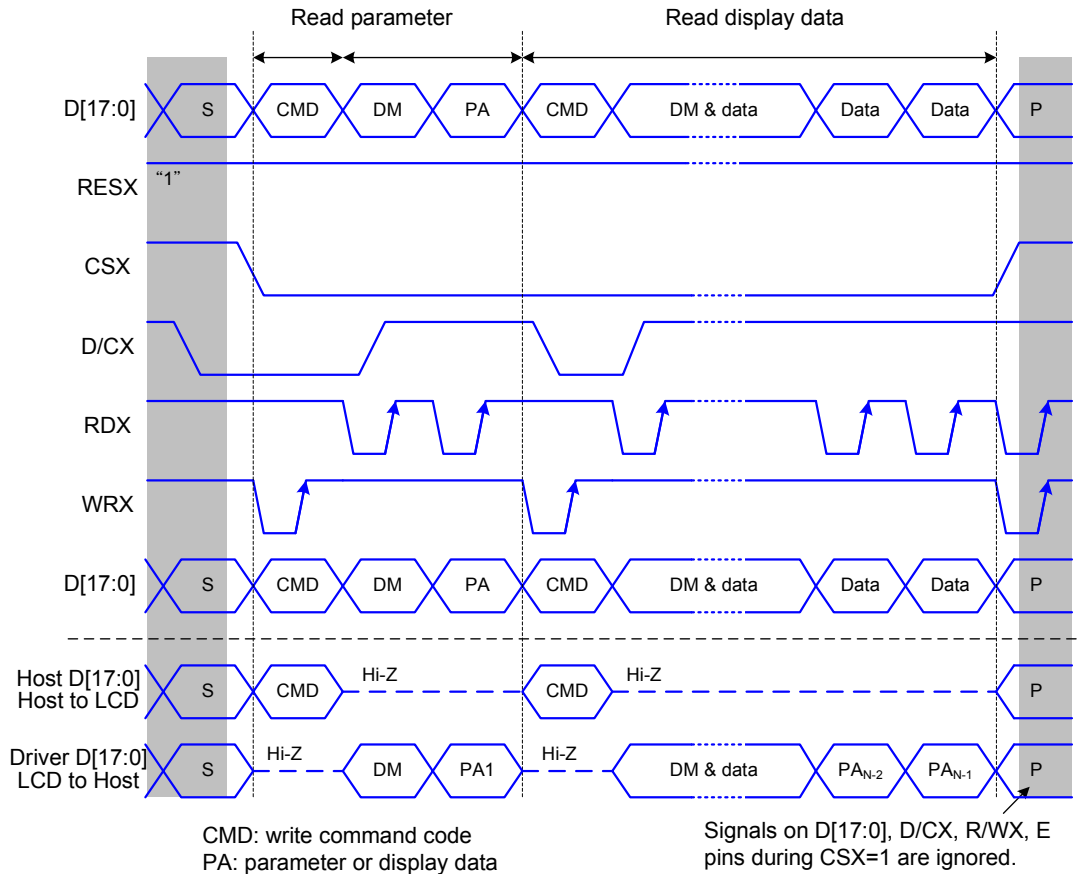 Read parameter
Read display data
D[17:0] S CMD DM PA CMD DM & data Data Data P
RESX "1"
CSX
D/CX
RDX
WRX
D[17:0] S CMD DM PA CMD DM & data Data Data P
Host D[17:0]
Host to LCD
S CMD Hi-Z CMD Hi-Z P
Driver D[17:0]
LCD to Host
S Hi-Z DM PA1 Hi-Z DM & data PAN-2 PAN-1 P
CMD: write command code
PA: parameter or display data
Signals on D[17:0], D/CX, R/WX, E
pins during CSX=1 are ignored.